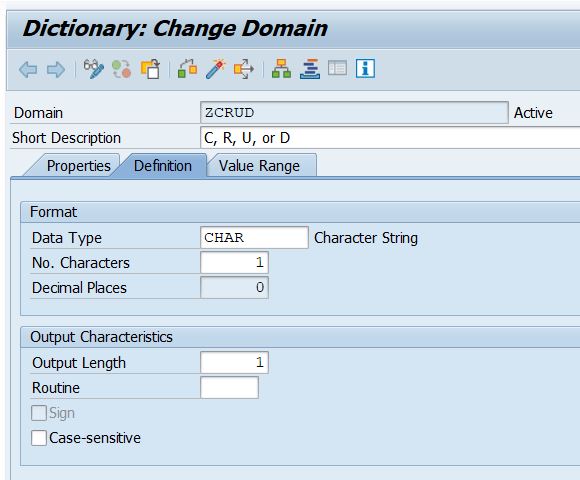 Dictionary: Change Domain
Domain ZCRUD Active
Short Description C, R, U, or D
Properties Definition Value Range
Format
Data Type CHAR Character String
No. Characters 1
Decimal Places 0
Output Characteristics
Output Length 1
Routine
Sign
Case-sensitive